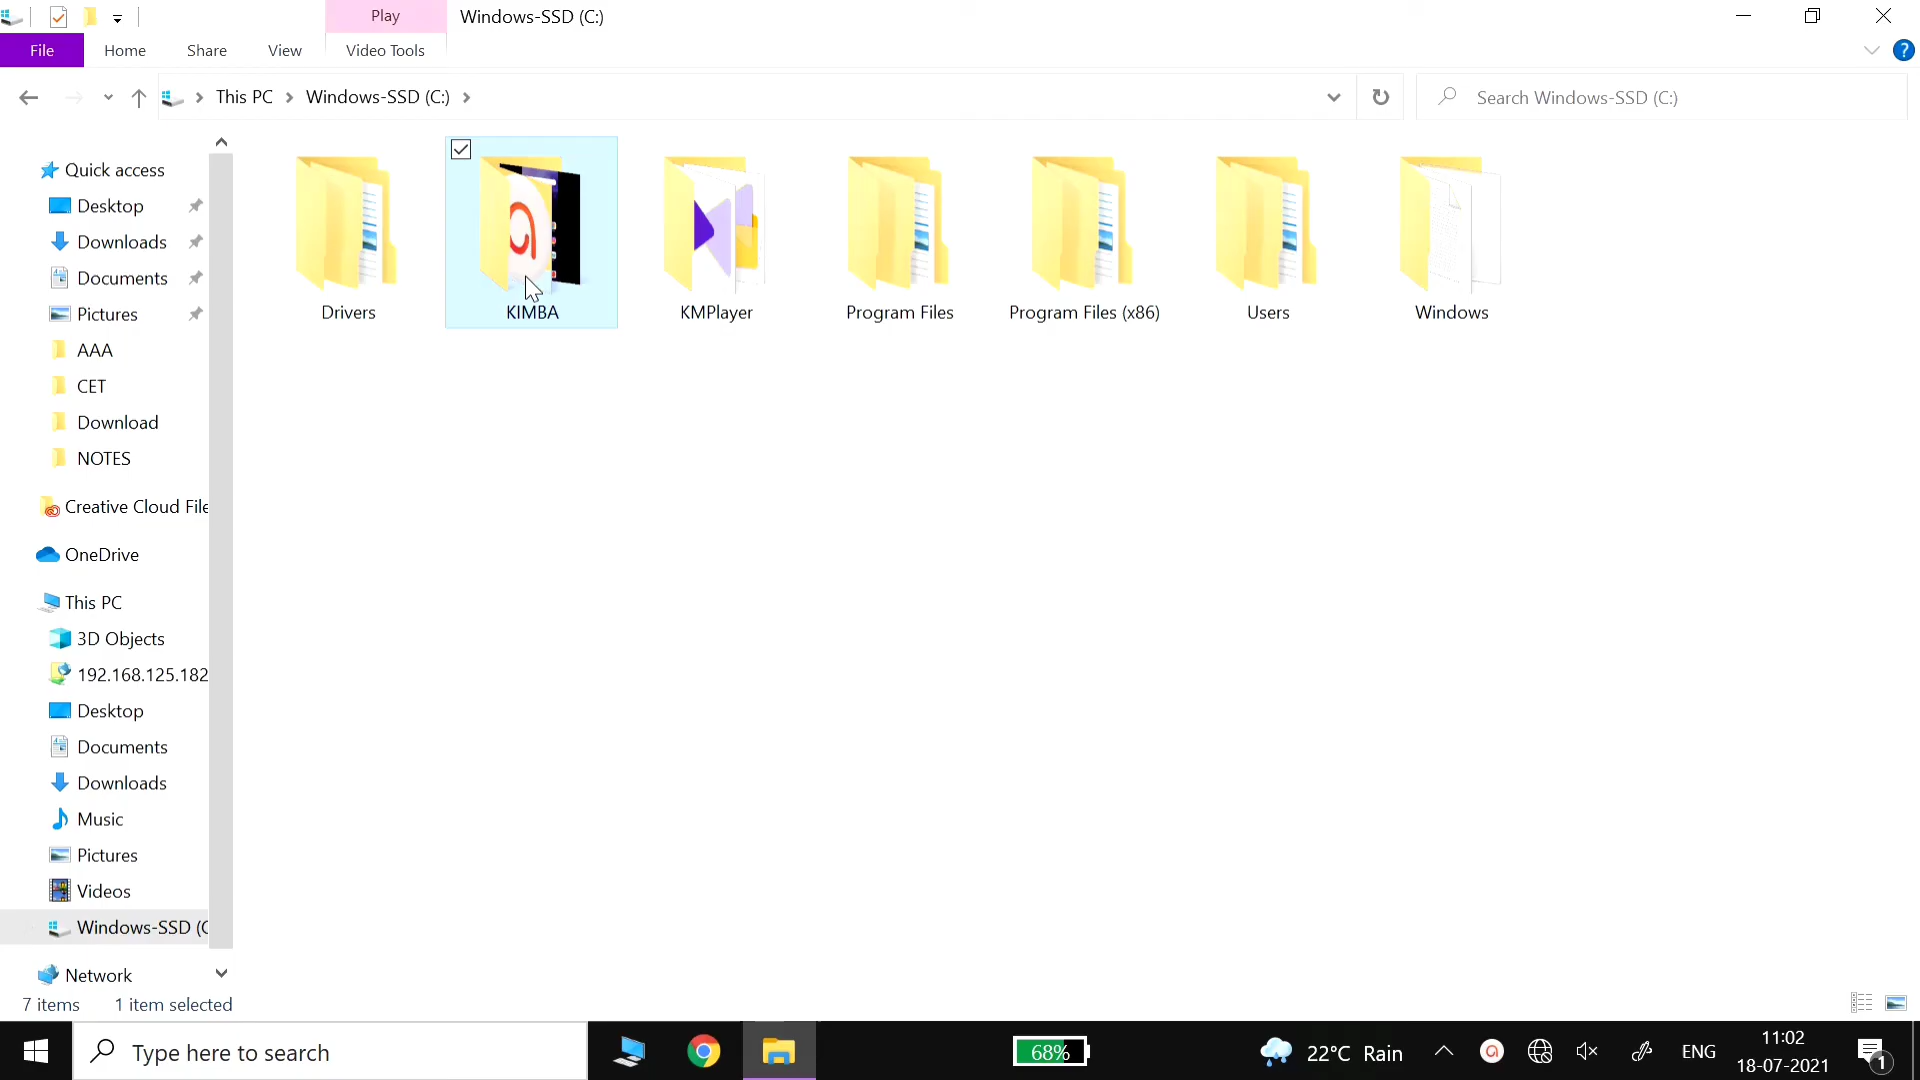 Play
Windows-SSD (C:)
File
Home
Share
View
Video Tools
?
This PC
Windows-SSD (C:)
Search Windows-SSD (C:)
Quick access
Desktop
Downloads
Documents
Pictures
AAA
CET
Download
NOTES
Creative Cloud File
OneDrive
This PC
3D Objects
192.168.125.182
Desktop
Documents
Downloads
Music
Pictures
Videos
Windows-SSD (C
Network
Drivers
KIMBA
KMPlayer
Program Files
Program Files (x86)
Users
Windows
7 items
1 item selected
Type here to search
68%
22°C Rain
ENG
11:02
18-07-2021
1